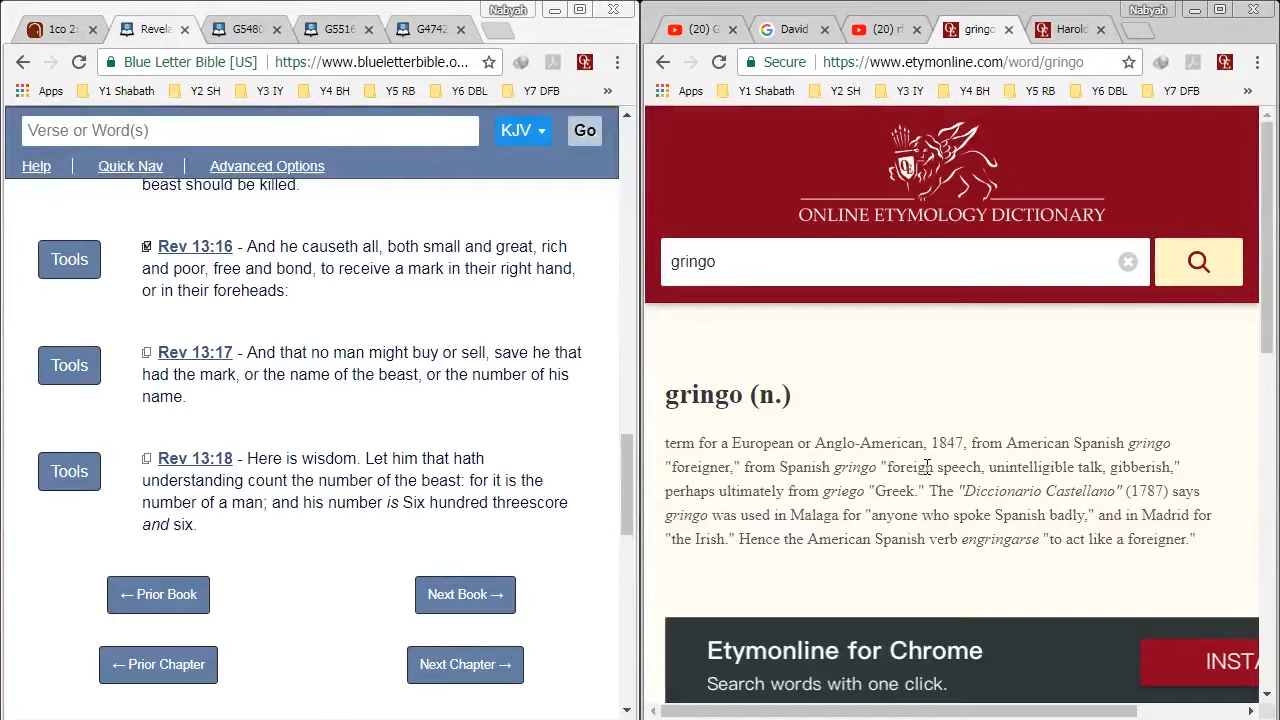 Nabyah
1co 2
Revela
G548
G5516
G4742
Blue Letter Bible [US]
https://www.blueletterbible.o...
Apps
Y1 Shabath
Y2 SH
Y3 IY
Y4 BH
Y5 RB
Y6 DBL
Y7 DFB
»
Verse or Word(s)
KJV
Go
Help
Quick Nav
Advanced Options
beast should be killed.
Tools
Rev 13:16 - And he causeth all, both small and great, rich
and poor, free and bond, to receive a mark in their right hand,
or in their foreheads:
Tools
Rev 13:17 - And that no man might buy or sell, save he that
had the mark, or the name of the beast, or the number of his
name.
Tools
Rev 13:18 - Here is wisdom. Let him that hath
understanding count the number of the beast: for it is the
number of a man; and his number is Six hundred threescore
and six.
← Prior Book
Next Book →
← Prior Chapter
Next Chapter →
Nabyah
(20) G
David
(20) ri
gringo
Harolc
Secure
https://www.etymonline.com/word/gringo
Apps
Y1 Shabath
Y2 SH
Y3 IY
Y4 BH
Y5 RB
Y6 DBL
Y7 DFB
»
OE
ONLINE ETYMOLOGY DICTIONARY
gringo
gringo (n.)
term for a European or Anglo-American, 1847, from American Spanish gringo
"foreigner," from Spanish gringo "foreign speech, unintelligible talk, gibberish,"
perhaps ultimately from griego "Greek." The "Diccionario Castellano" (1787) says
gringo was used in Malaga for "anyone who spoke Spanish badly," and in Madrid for
"the Irish." Hence the American Spanish verb engringarse "to act like a foreigner."
Etymonline for Chrome
Search words with one click.
INSTA